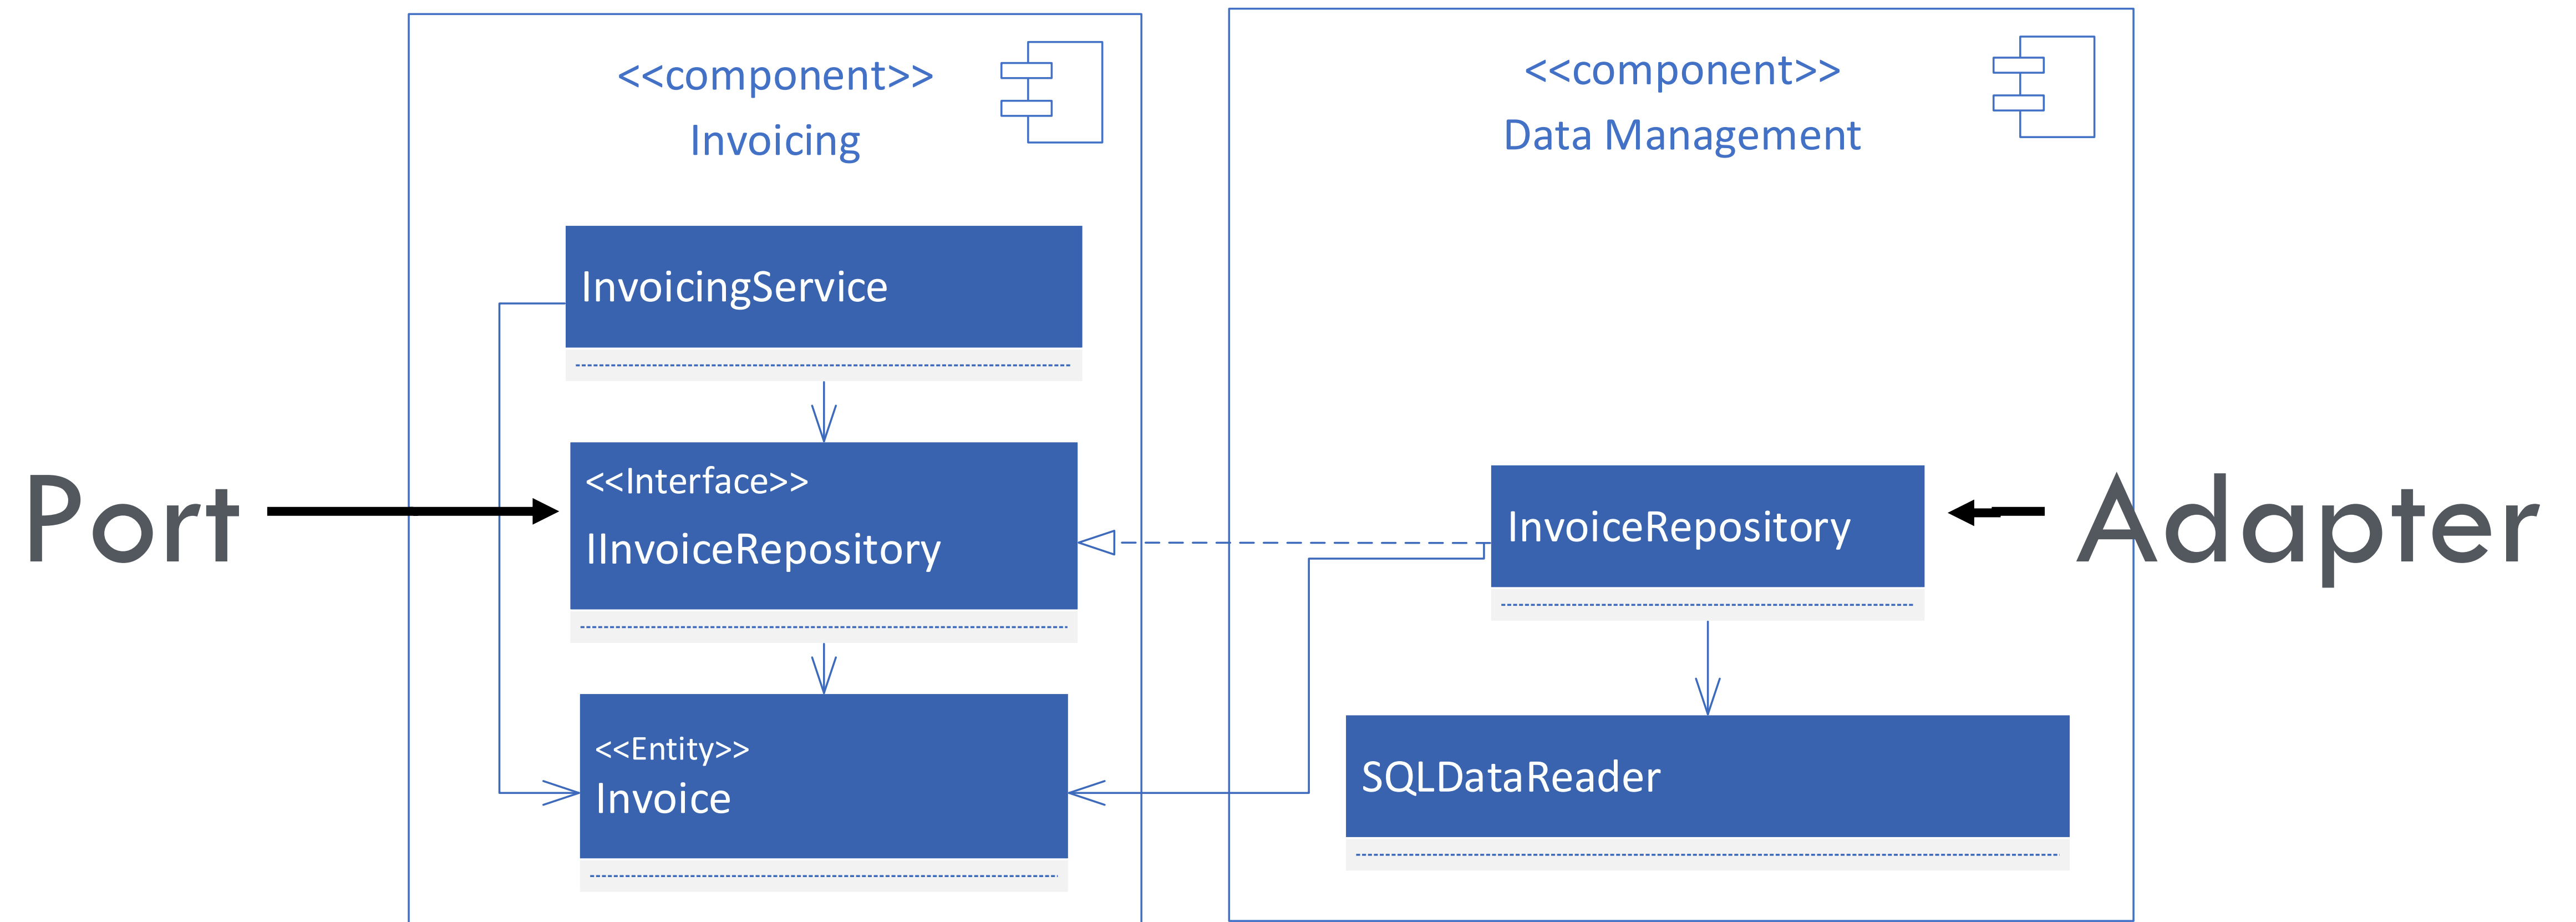 <<component>>
Invoicing
<<component>>
Data Management
InvoicingService
Port
<<Interface>>
IInvoiceRepository
InvoiceRepository
Adapter
<<Entity>>
Invoice
SQLDataReader